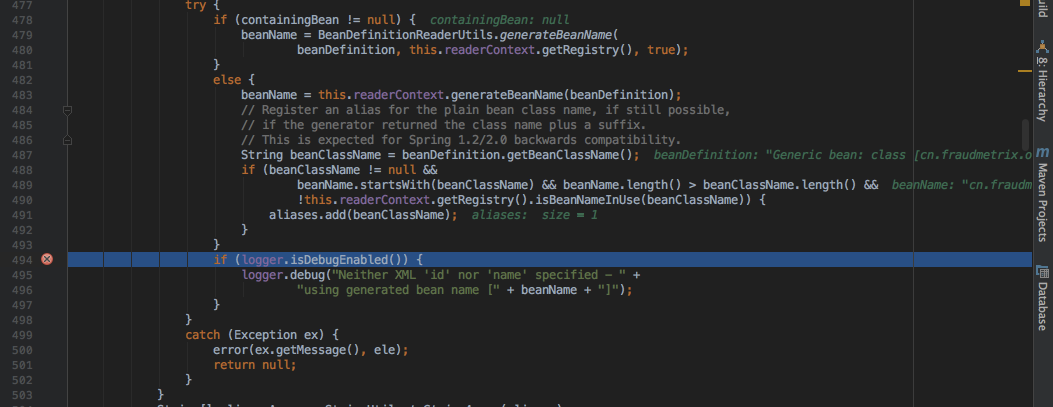 477 try {
478 if (containingBean != null) { containingBean: null
479 beanName = BeanDefinitionReaderUtils.generateBeanName(
480 beanDefinition, this.readerContext.getRegistry(), true);
481 }
482 else {
483 beanName = this.readerContext.generateBeanName(beanDefinition);
484 // Register an alias for the plain bean class name, if still possible,
485 // if the generator returned the class name plus a suffix.
486 // This is expected for Spring 1.2/2.0 backwards compatibility.
487 String beanClassName = beanDefinition.getBeanClassName(); beanDefinition: "Generic bean: class [cn.fraudmetrix.o
488 if (beanClassName != null &&
489 beanName.startsWith(beanClassName) && beanName.length() > beanClassName.length() && beanName: "cn.fraudm
490 !this.readerContext.getRegistry().isBeanNameInUse(beanClassName)) {
491 aliases.add(beanClassName); aliases: size = 1
492 }
493 }
494 if (logger.isDebugEnabled()) {
495 logger.debug("Neither XML 'id' nor 'name' specified - " +
496 "using generated bean name [" + beanName + "]");
497 }
498 }
499 catch (Exception ex) {
500 error(ex.getMessage(), ele);
501 return null;
502 }
503 }
uild
8: Hierarchy
m Maven Projects
Database